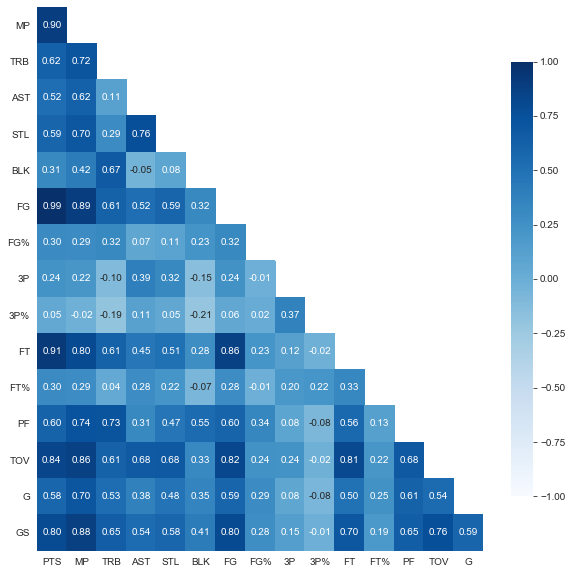 MP 0.90
TRB 0.62 0.72
1.00
AST 0.52 0.62 0.11
0.75
STL 0.59 0.70 0.29 0.76
BLK 0.31 0.42 0.67 -0.05 0.08
0.50
FG 0.99 0.89 0.61 0.52 0.59 0.32
0.25
FG% 0.30 0.29 0.32 0.07 0.11 0.23 0.32
3P 0.24 0.22 -0.10 0.39 0.32 -0.15 0.24 -0.01
0.00
3P% 0.05 -0.02 -0.19 0.11 0.05 -0.21 0.06 0.02 0.37
−0.25
FT 0.91 0.80 0.61 0.45 0.51 0.28 0.86 0.23 0.12 -0.02
FT% 0.30 0.29 0.04 0.28 0.22 -0.07 0.28 -0.01 0.20 0.22 0.33
−0.50
PF 0.60 0.74 0.73 0.31 0.47 0.55 0.60 0.34 0.08 -0.08 0.56 0.13
−0.75
TOV 0.84 0.86 0.61 0.68 0.68 0.33 0.82 0.24 0.24 -0.02 0.81 0.22 0.68
−1.00
G 0.58 0.70 0.53 0.38 0.48 0.35 0.59 0.29 0.08 -0.08 0.50 0.25 0.61 0.54
GS 0.80 0.88 0.65 0.54 0.58 0.41 0.80 0.28 0.15 -0.01 0.70 0.19 0.65 0.76 0.59
PTS MP TRB AST STL BLK FG FG% 3P 3P% FT FT% PF TOV G